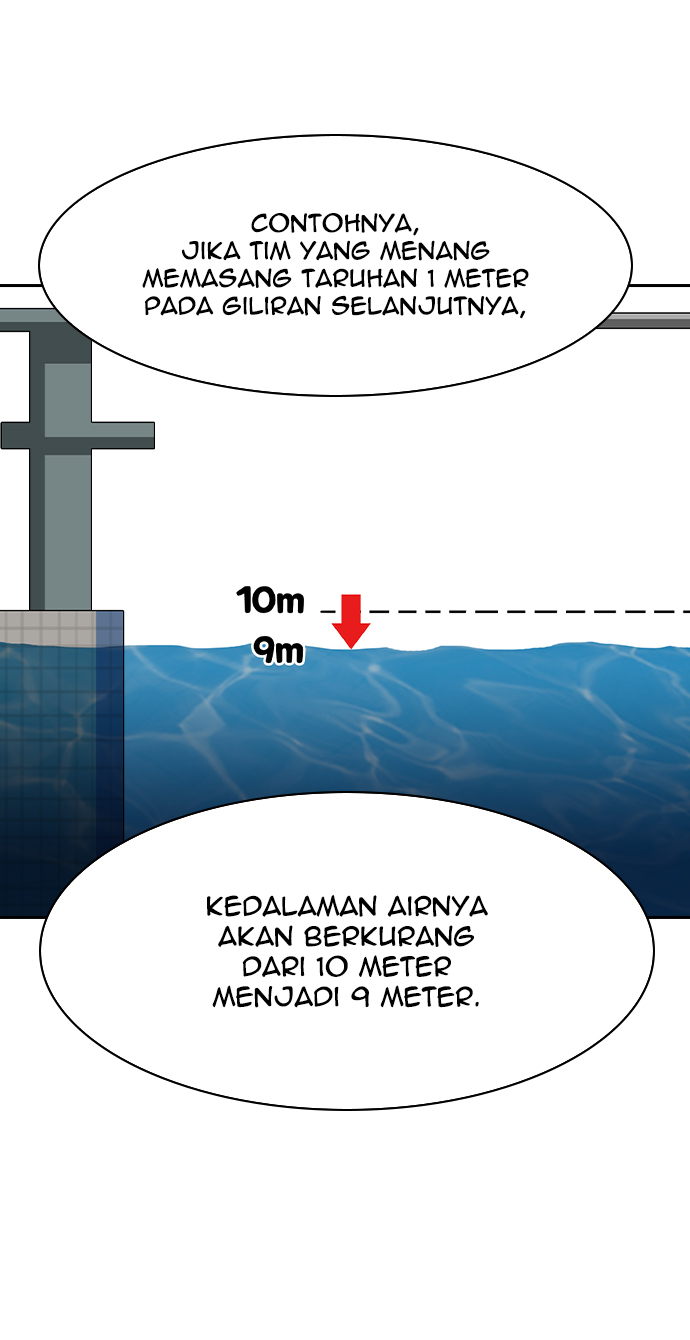 CONTOHNYA,
JIKA TIM YANG MENANG
MEMASANG TARUHAN 1 METER
PADA GILIRAN SELANJUTNYA,
10m
9m
KEDALAMAN AIRNYA
AKAN BERKURANG
DARI 10 METER
MENJADI 9 METER.